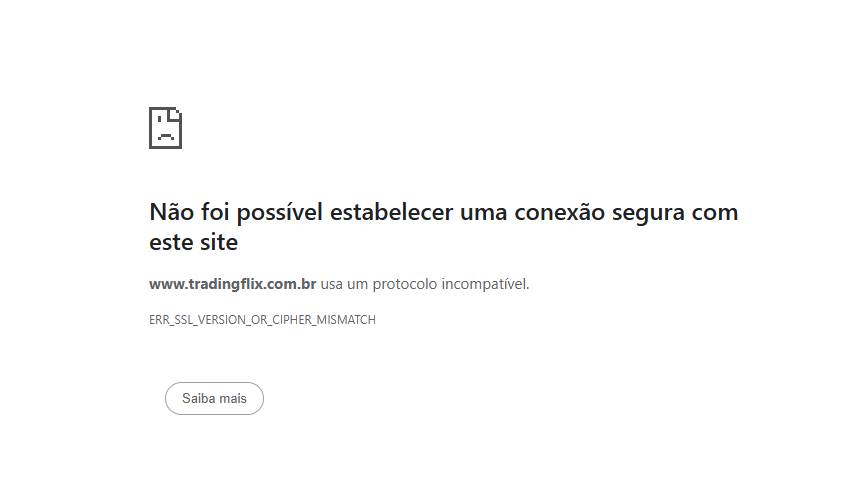 Não foi possível estabelecer uma conexão segura com
este site
www.tradingflix.com.br usa um protocolo incompatível.
ERR_SSL_VERSION_OR_CIPHER_MISMATCH
Saiba mais